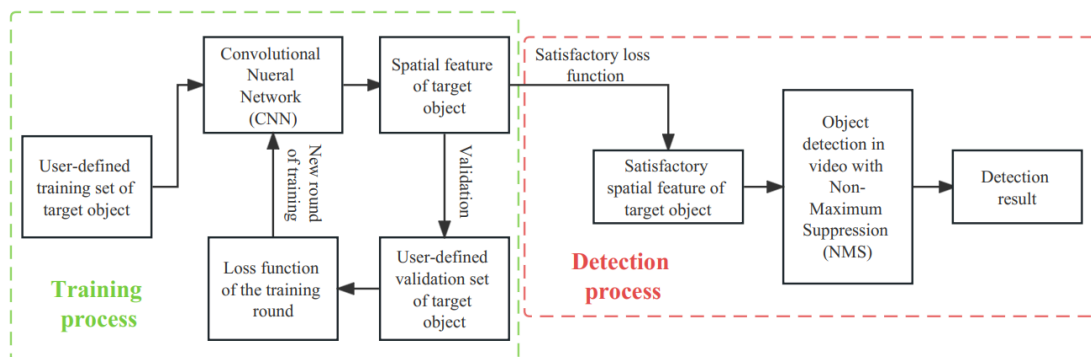 Convolutional
Nueral
Network
(CNN)
Spatial feature
of target
object
Satisfactory loss
function
User-defined
training set of
target object
New round
of training
Validation
Loss function
of the training
round
User-defined
validation set
of target
object
Training
process
Satisfactory
spatial feature of
target object
Object
detection in
video with
Non-
Maximum
Suppression
(NMS)
Detection
result
Detection
process